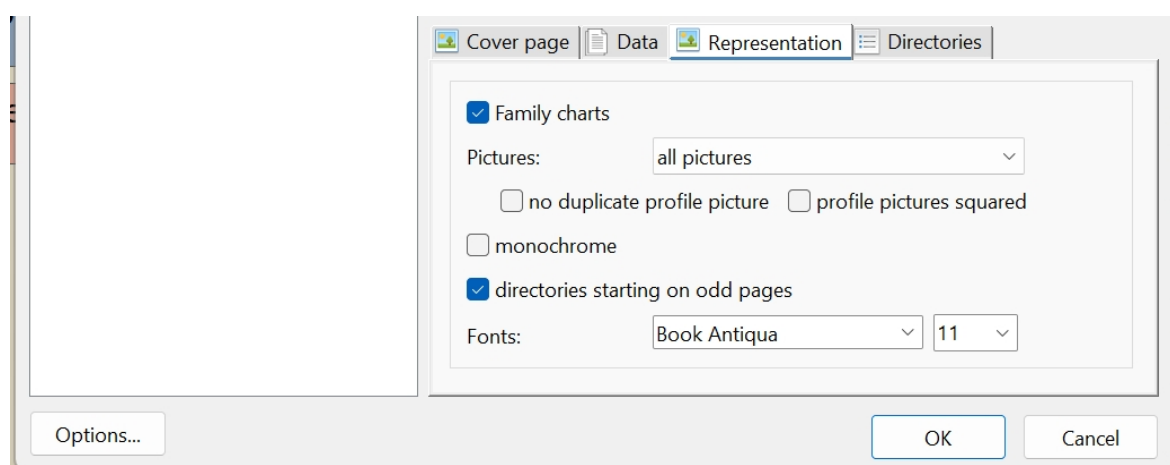 Cover page Data Representation Directories
Family charts
Pictures: all pictures
no duplicate profile picture profile pictures squared
monochrome
directories starting on odd pages
Fonts: Book Antiqua 11
Options... OK Cancel